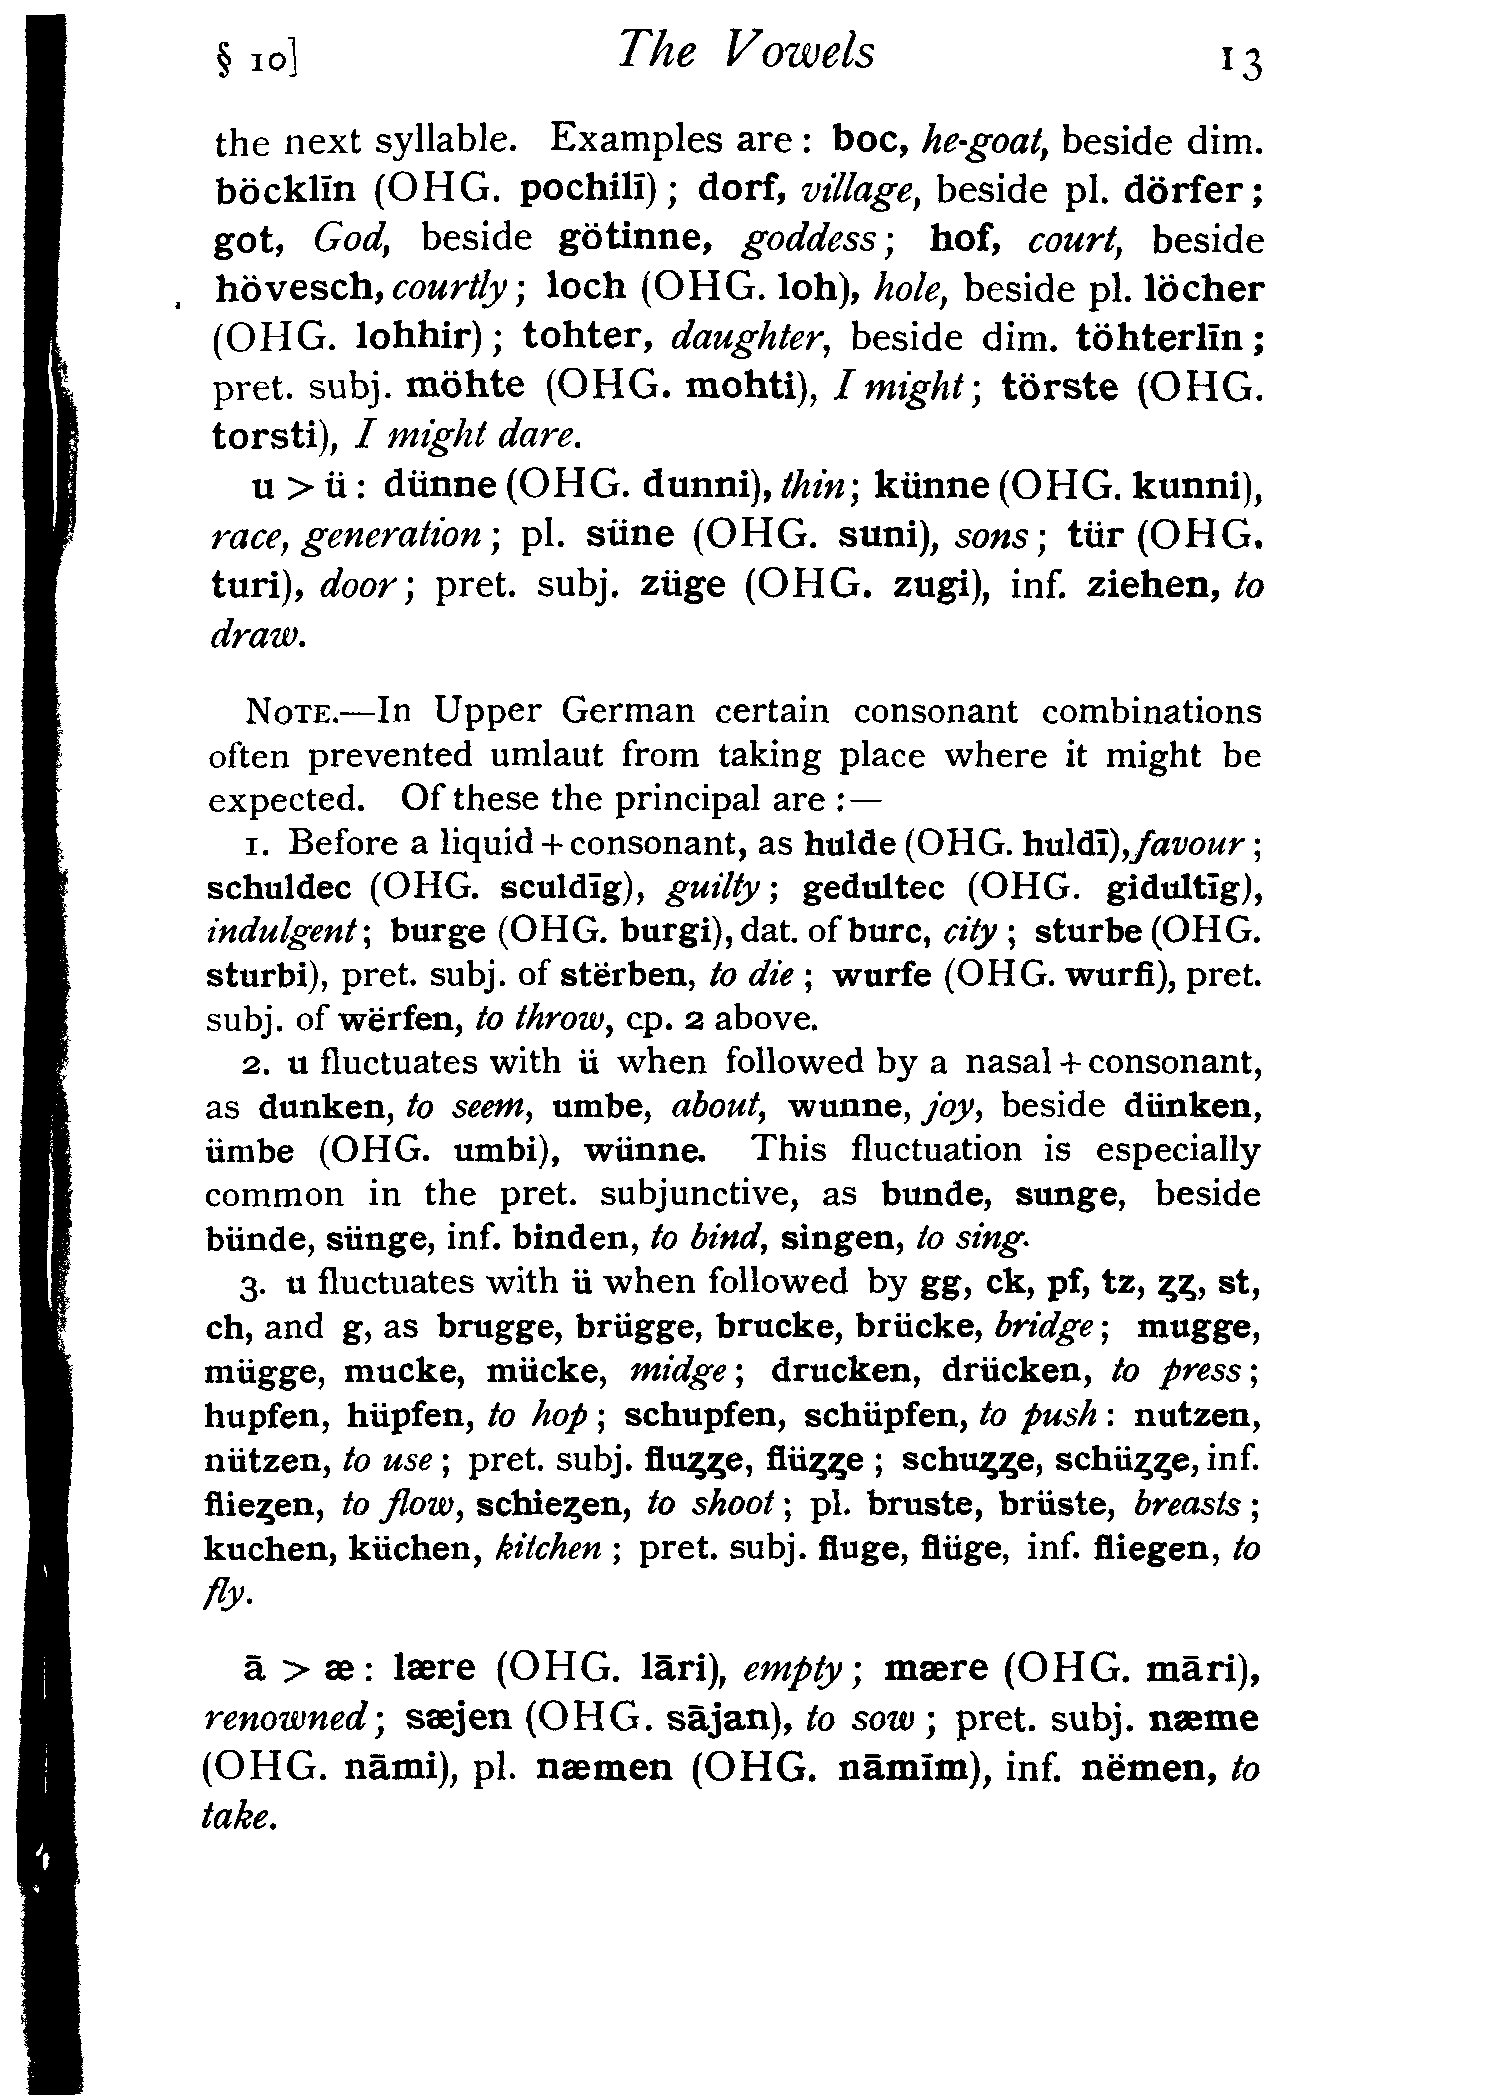 § 10] The Vowels 13
the next syllable. Examples are : boc, he-goat, beside dim.
böcklīn (OHG. pochilī) ; dorf, village, beside pl. dörfer ;
got, God, beside götinne, goddess ; hof, court, beside
hövesch, courtly ; loch (OHG. loh), hole, beside pl. löcher
(OHG. lohhir) ; tohter, daughter, beside dim. töhterlīn ;
pret. subj. möhte (OHG. mohti), I might ; törste (OHG.
torsti), I might dare.
u > ü : dünne (OHG. dunni), thin ; künne (OHG. kunni),
race, generation ; pl. süne (OHG. suni), sons ; tür (OHG.
turi), door ; pret. subj. züge (OHG. zugi), inf. ziehen, to
draw.
NOTE.—In Upper German certain consonant combinations
often prevented umlaut from taking place where it might be
expected. Of these the principal are :—
1. Before a liquid + consonant, as hulde (OHG. huldī), favour ;
schuldec (OHG. sculdīg), guilty ; gedultec (OHG. gidultīg),
indulgent ; burge (OHG. burgi), dat. of burc, city ; sturbe (OHG.
sturbi), pret. subj. of stërben, to die ; wurfe (OHG. wurfi), pret.
subj. of wërfen, to throw, cp. 2 above.
2. u fluctuates with ü when followed by a nasal + consonant,
as dunken, to seem, umbe, about, wunne, joy, beside dünken,
ümbe (OHG. umbi), wünne. This fluctuation is especially
common in the pret. subjunctive, as bunde, sunge, beside
bünde, sünge, inf. binden, to bind, singen, to sing.
3. u fluctuates with ü when followed by gg, ck, pf, tz, ȥȥ, st,
ch, and g, as brugge, brügge, brucke, brücke, bridge ; mugge,
mügge, mucke, mücke, midge ; drucken, drücken, to press ;
hupfen, hüpfen, to hop ; schupfen, schüpfen, to push : nutzen,
nützen, to use ; pret. subj. fluȥȥe, flüȥȥe ; schuȥȥe, schüȥȥe, inf.
flieȥen, to flow, schieȥen, to shoot ; pl. bruste, brüste, breasts ;
kuchen, küchen, kitchen ; pret. subj. fluge, flüge, inf. fliegen, to
fly.
ā > æ : lære (OHG. lāri), empty ; mære (OHG. māri),
renowned ; sæjen (OHG. sājan), to sow ; pret. subj. næme
(OHG. nāmi), pl. næmen (OHG. nāmīm), inf. nëmen, to
take.